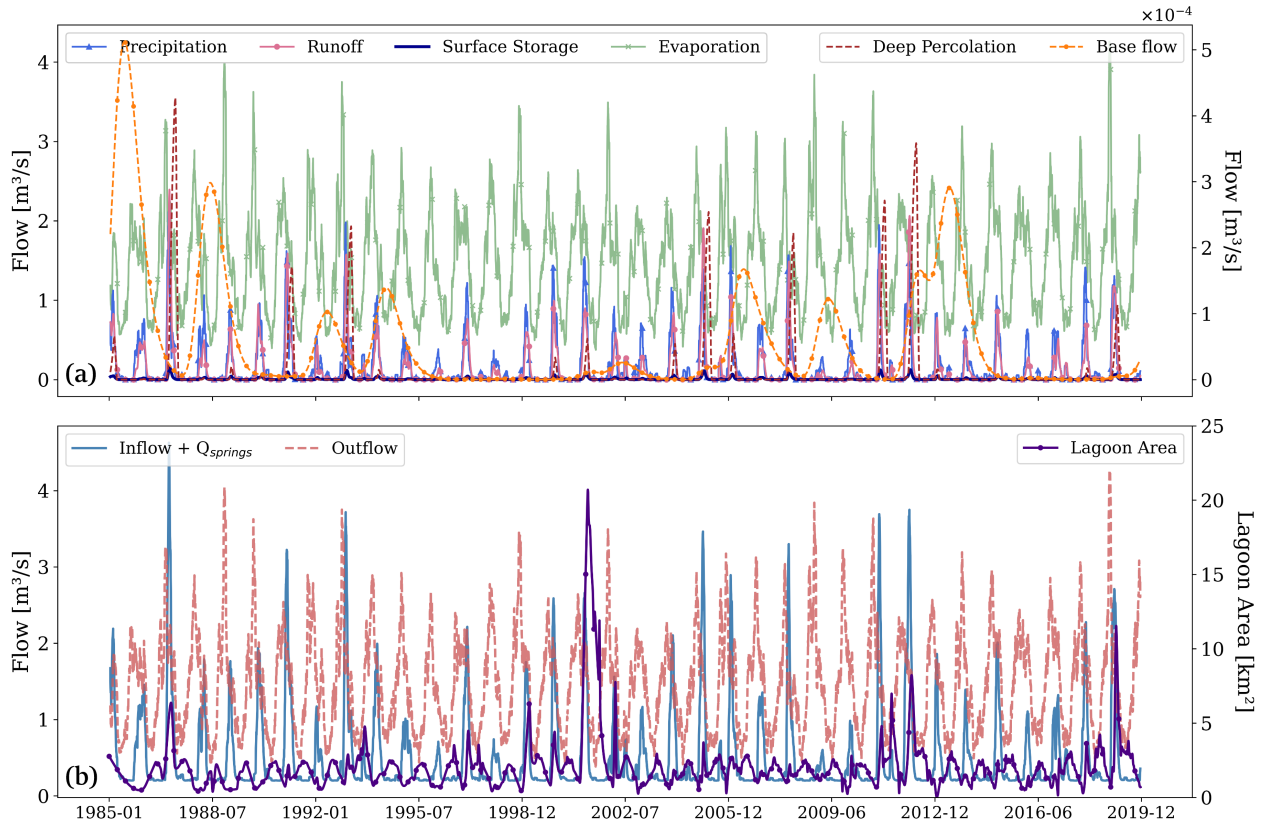 ×10⁻⁴
Precipitation Runoff Surface Storage Evaporation Deep Percolation Base flow
4
3
2
1
0
Flow [m³/s]
5
4
3
2
1
0
Flow [m³/s]
(a)
Inflow + Qsprings Outflow Lagoon Area
4
3
2
1
0
Flow [m³/s]
25
20
15
10
5
0
Lagoon Area [km²]
(b)
1985-01 1988-07 1992-01 1995-07 1998-12 2002-07 2005-12 2009-06 2012-12 2016-06 2019-12